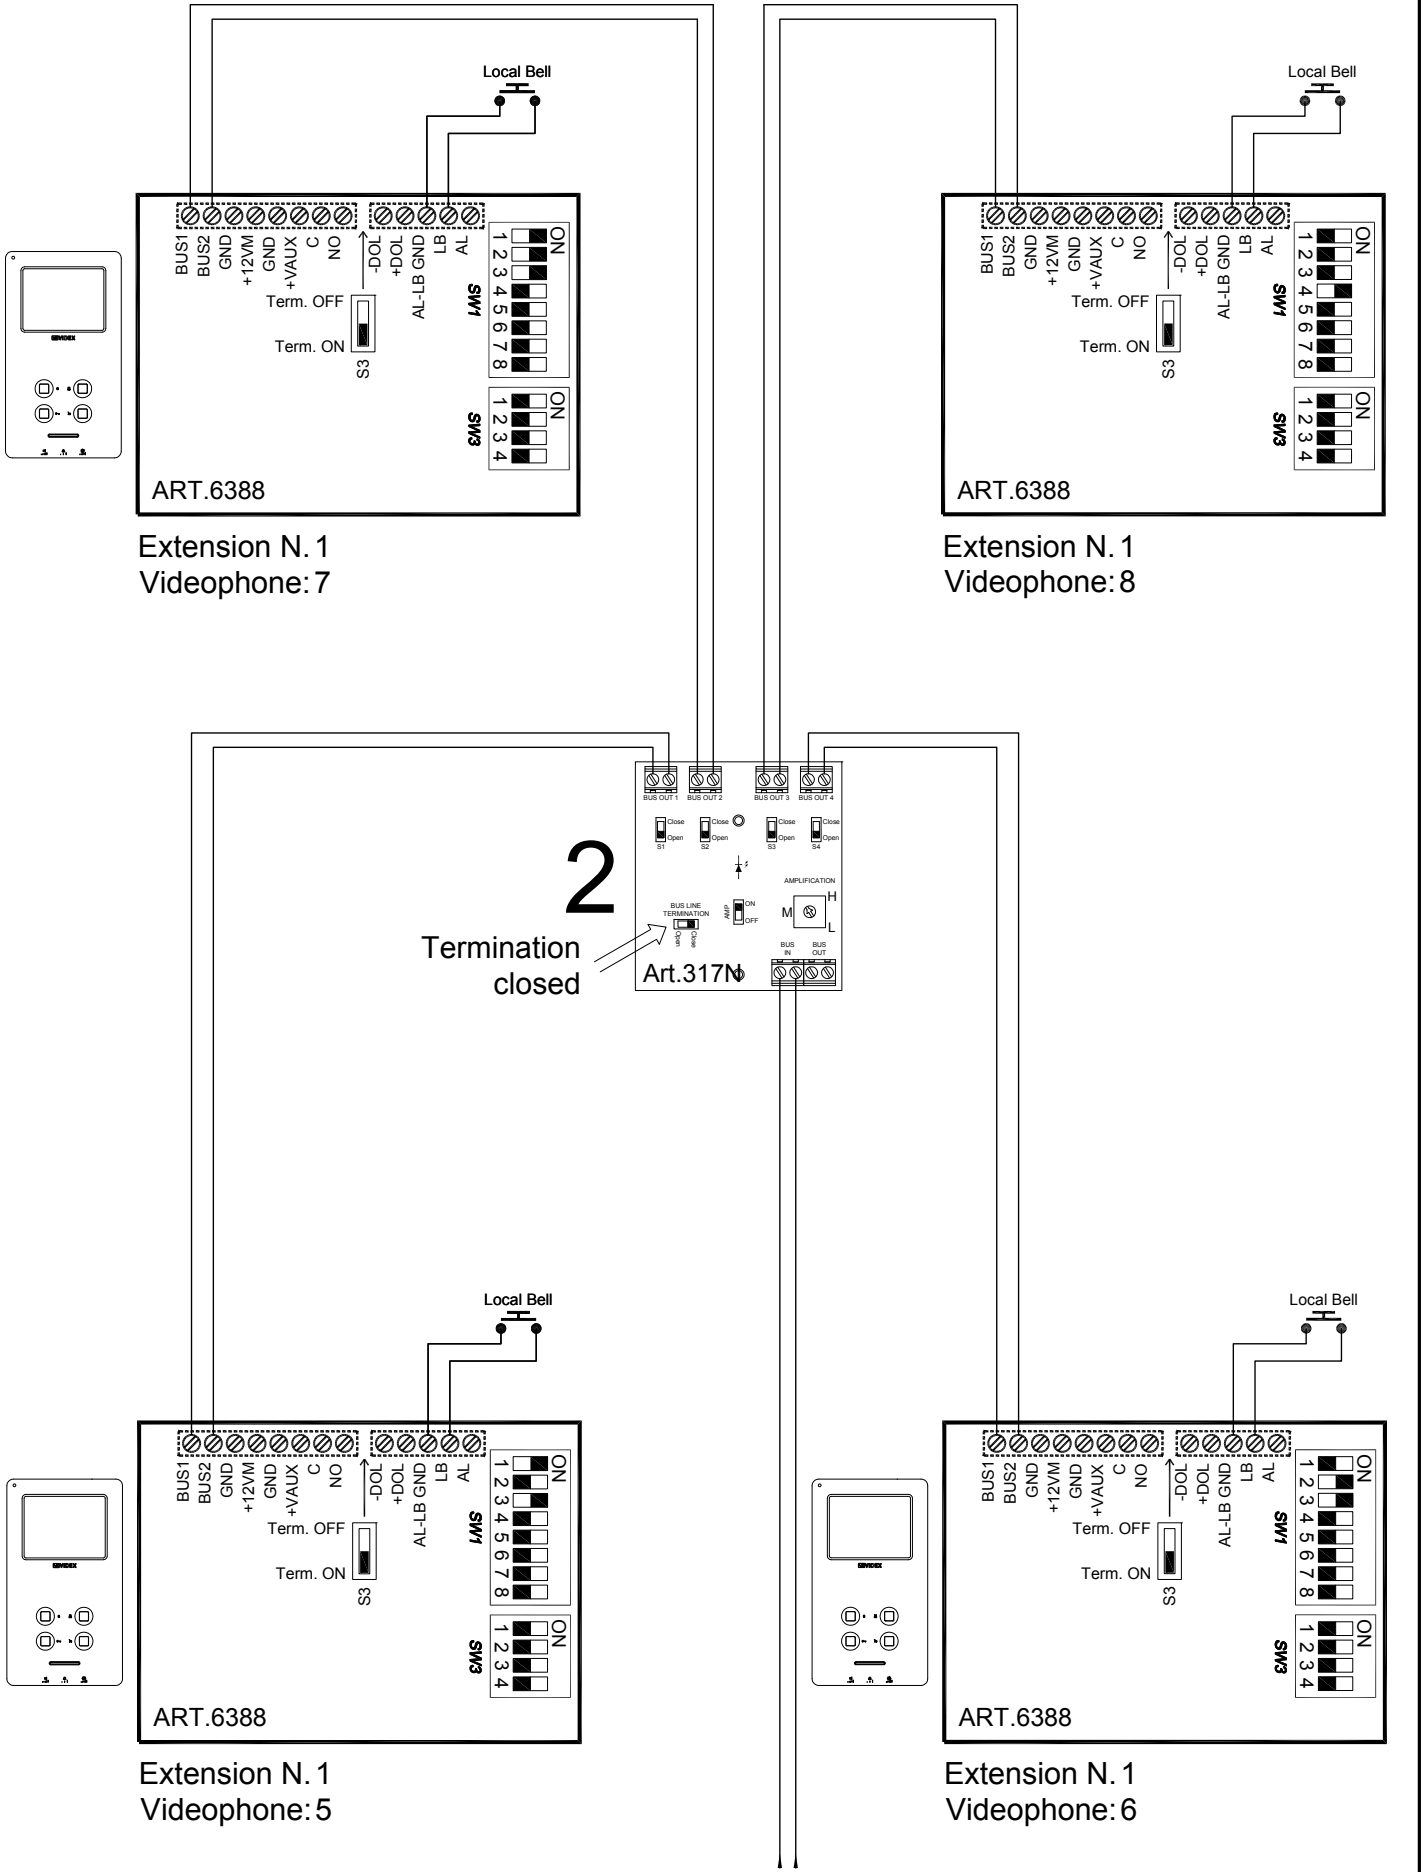 Local Bell
BUS1
BUS2
GND
+12VM
GND
+VAUX
C
NO
-DOL
+DOL
AL-LB GND
LB
AL
Term. OFF
Term. ON
S3
1 2 3 4 5 6 7 8
ON
SW1
1 2 3 4
ON
SW3
VIDEX
ART.6388
Extension N. 1
Videophone: 7
Local Bell
BUS1
BUS2
GND
+12VM
GND
+VAUX
C
NO
-DOL
+DOL
AL-LB GND
LB
AL
Term. OFF
Term. ON
S3
1 2 3 4 5 6 7 8
ON
SW1
1 2 3 4
ON
SW3
ART.6388
Extension N. 1
Videophone: 8
BUS OUT 1
BUS OUT 2
BUS OUT 3
BUS OUT 4
Close
Open
S1
Close
Open
S2
Close
Open
S3
Close
Open
S4
2
AMPLIFICATION
H
M
L
BUS LINE
TERMINATION
Open
Close
AMP
ON
OFF
Termination
closed
BUS
IN
BUS
OUT
Art.317N
Local Bell
BUS1
BUS2
GND
+12VM
GND
+VAUX
C
NO
-DOL
+DOL
AL-LB GND
LB
AL
Term. OFF
Term. ON
S3
1 2 3 4 5 6 7 8
ON
SW1
1 2 3 4
ON
SW3
VIDEX
ART.6388
Extension N. 1
Videophone: 5
Local Bell
BUS1
BUS2
GND
+12VM
GND
+VAUX
C
NO
-DOL
+DOL
AL-LB GND
LB
AL
Term. OFF
Term. ON
S3
1 2 3 4 5 6 7 8
ON
SW1
1 2 3 4
ON
SW3
VIDEX
ART.6388
Extension N. 1
Videophone: 6